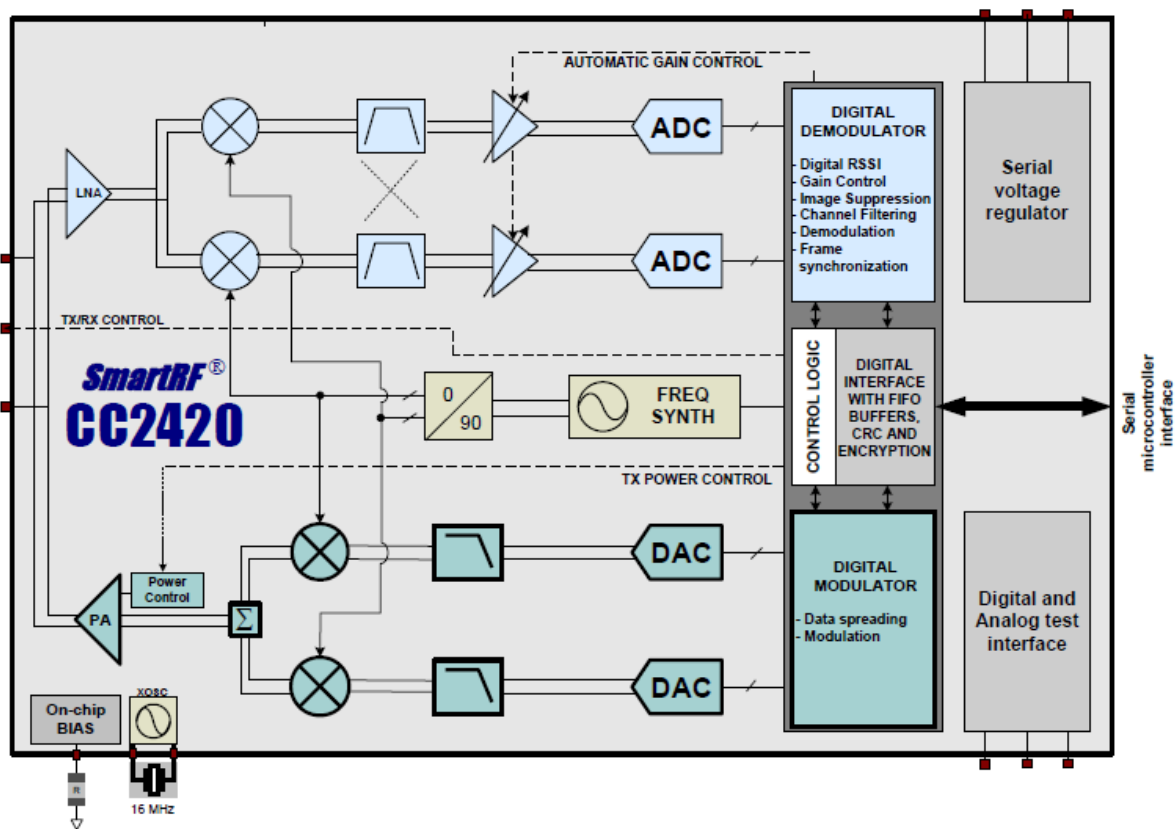 AUTOMATIC GAIN CONTROL
LNA
ADC
ADC
DIGITAL
DEMODULATOR
- Digital RSSI
- Gain Control
- Image Suppression
- Channel Filtering
- Demodulation
- Frame
synchronization
Serial
voltage
regulator
TX/RX CONTROL
SmartRF ®
CC2420
0
90
FREQ
SYNTH
CONTROL LOGIC
DIGITAL
INTERFACE
WITH FIFO
BUFFERS,
CRC AND
ENCRYPTION
Serial
microcontroller
interface
TX POWER CONTROL
Power
Control
PA
Σ
DAC
DAC
DIGITAL
MODULATOR
- Data spreading
- Modulation
Digital and
Analog test
interface
On-chip
BIAS
XOSC
R
16 MHz